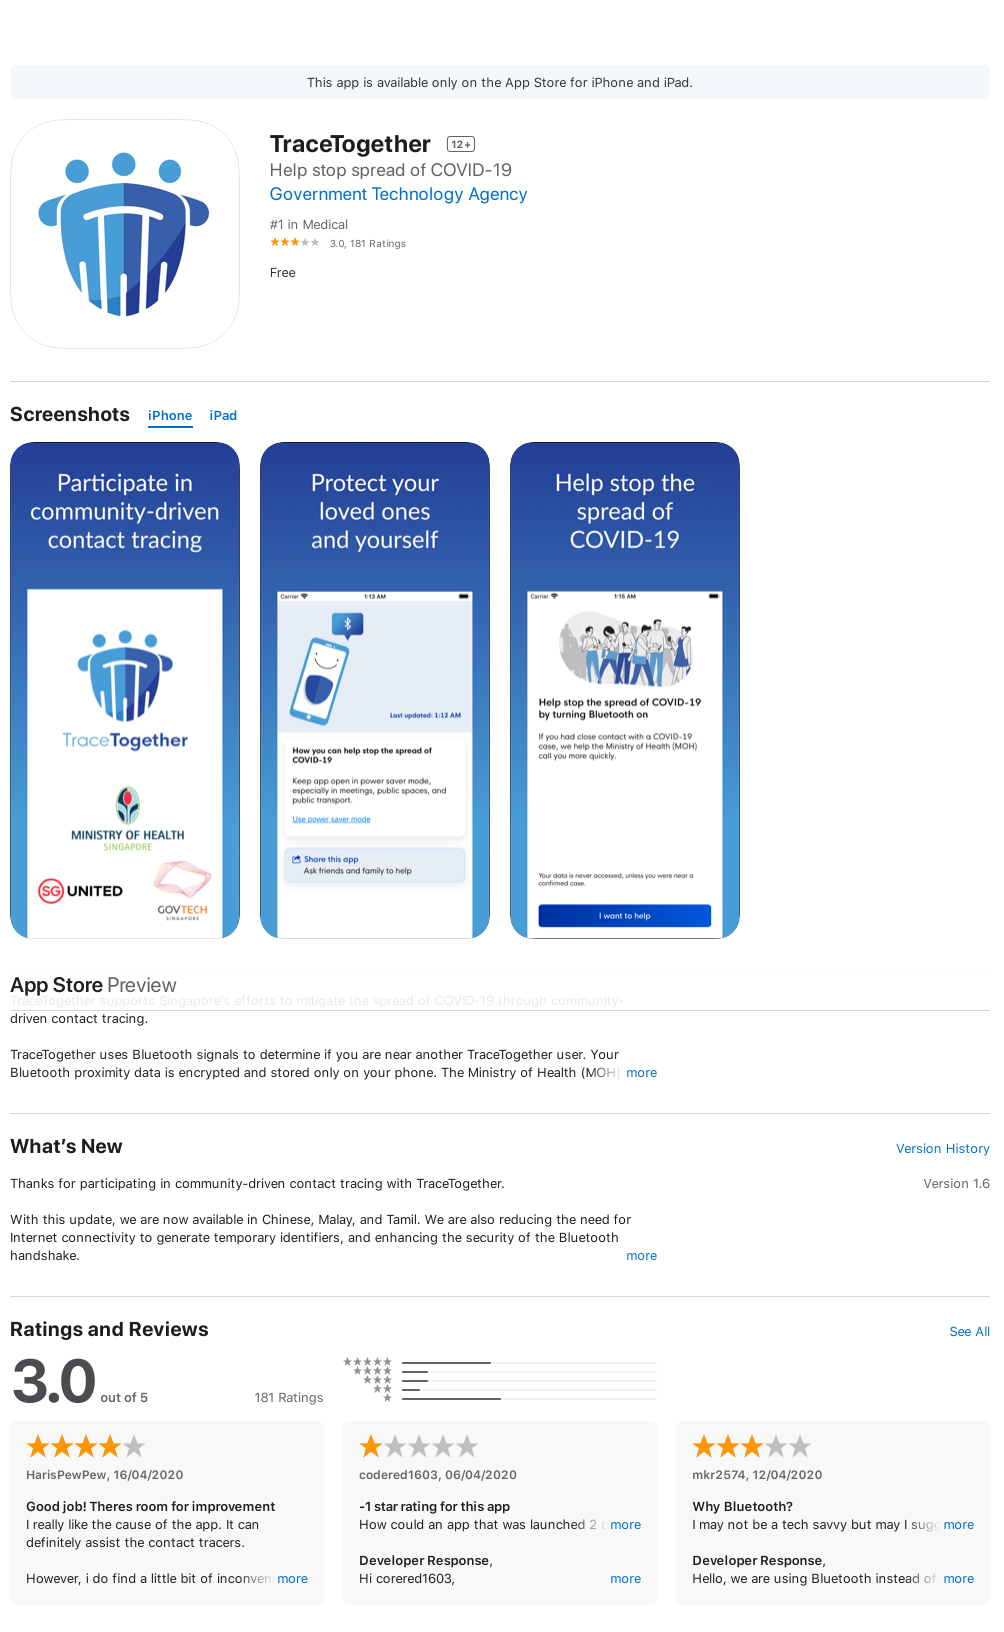 This app is available only on the App Store for iPhone and iPad.
TraceTogether 12+
Help stop spread of COVID-19
Government Technology Agency
#1 in Medical
3.0, 181 Ratings
Free
Screenshots iPhone iPad
Participate in
community-driven
contact tracing
TraceTogether
MINISTRY OF HEALTH
SINGAPORE
SG UNITED
GOVTECH
SINGAPORE
Protect your
loved ones
and yourself
Carrier 1:13 AM
Last updated: 1:12 AM
How you can help stop the spread of
COVID-19
Keep app open in power saver mode,
especially in meetings, public spaces, and
public transport.
Use power saver mode
Share this app
Ask friends and family to help
Help stop the
spread of
COVID-19
Carrier 1:15 AM
Help stop the spread of COVID-19
by turning Bluetooth on
If you had close contact with a COVID-19
case, we help the Ministry of Health (MOH)
call you more quickly.
Your data is never accessed, unless you were near a
confirmed case.
I want to help
App Store Preview
TraceTogether supports Singapore's efforts to mitigate the spread of COVID-19 through community-
driven contact tracing.
TraceTogether uses Bluetooth signals to determine if you are near another TraceTogether user. Your
Bluetooth proximity data is encrypted and stored only on your phone. The Ministry of Health (MOH) more
What's New Version History
Thanks for participating in community-driven contact tracing with TraceTogether. Version 1.6
With this update, we are now available in Chinese, Malay, and Tamil. We are also reducing the need for
Internet connectivity to generate temporary identifiers, and enhancing the security of the Bluetooth
handshake. more
Ratings and Reviews See All
3.0 out of 5 181 Ratings
HarisPewPew, 16/04/2020
Good job! Theres room for improvement
I really like the cause of the app. It can
definitely assist the contact tracers.
However, i do find a little bit of inconven more
codered1603, 06/04/2020
-1 star rating for this app
How could an app that was launched 2 more
Developer Response,
Hi corered1603, more
mkr2574, 12/04/2020
Why Bluetooth?
I may not be a tech savvy but may I sugg more
Developer Response,
Hello, we are using Bluetooth instead of more